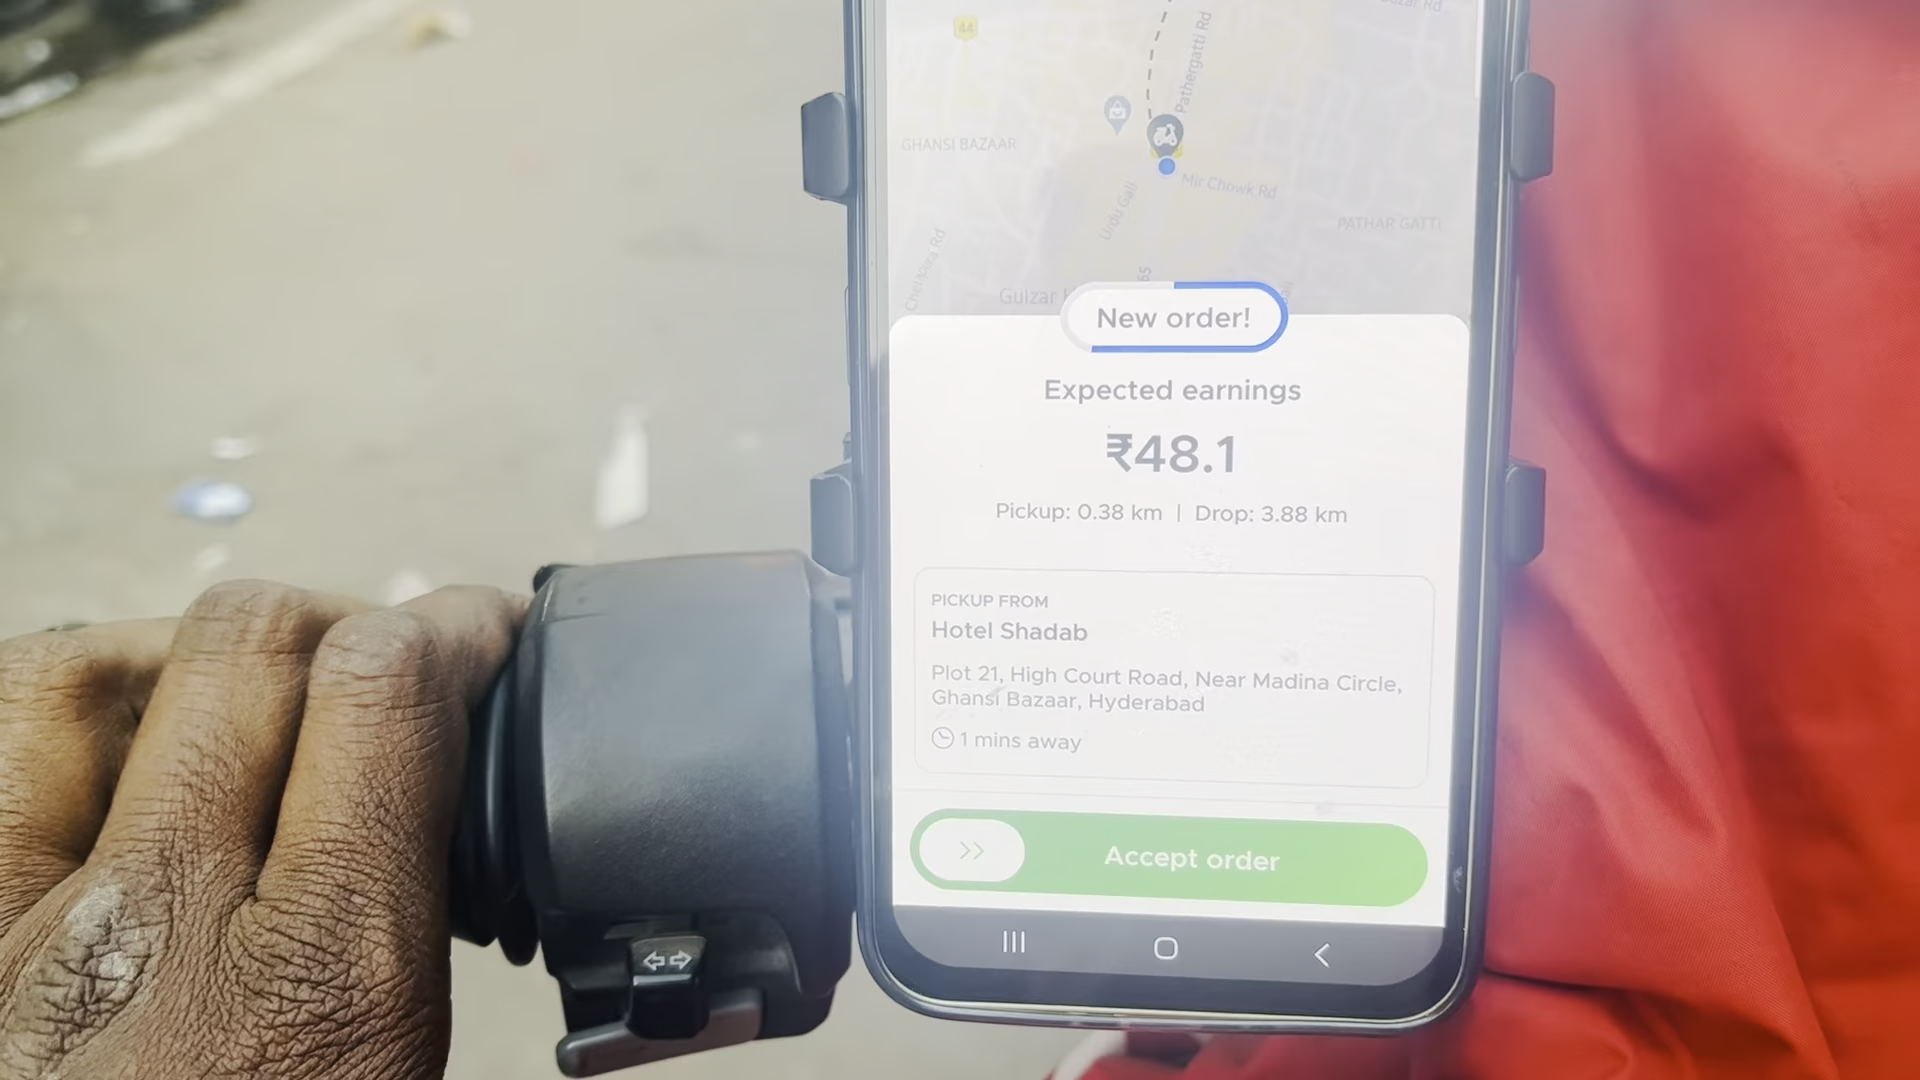 44
Pathergatti Rd
GHANSI BAZAAR
Mir Chowk Rd
Urdu Gali
PATHAR GATTI
65
Gulzar
New order!
Expected earnings
₹48.1
Pickup: 0.38 km | Drop: 3.88 km
PICKUP FROM
Hotel Shadab
Plot 21, High Court Road, Near Madina Circle,
Ghansi Bazaar, Hyderabad
1 mins away
>> Accept order